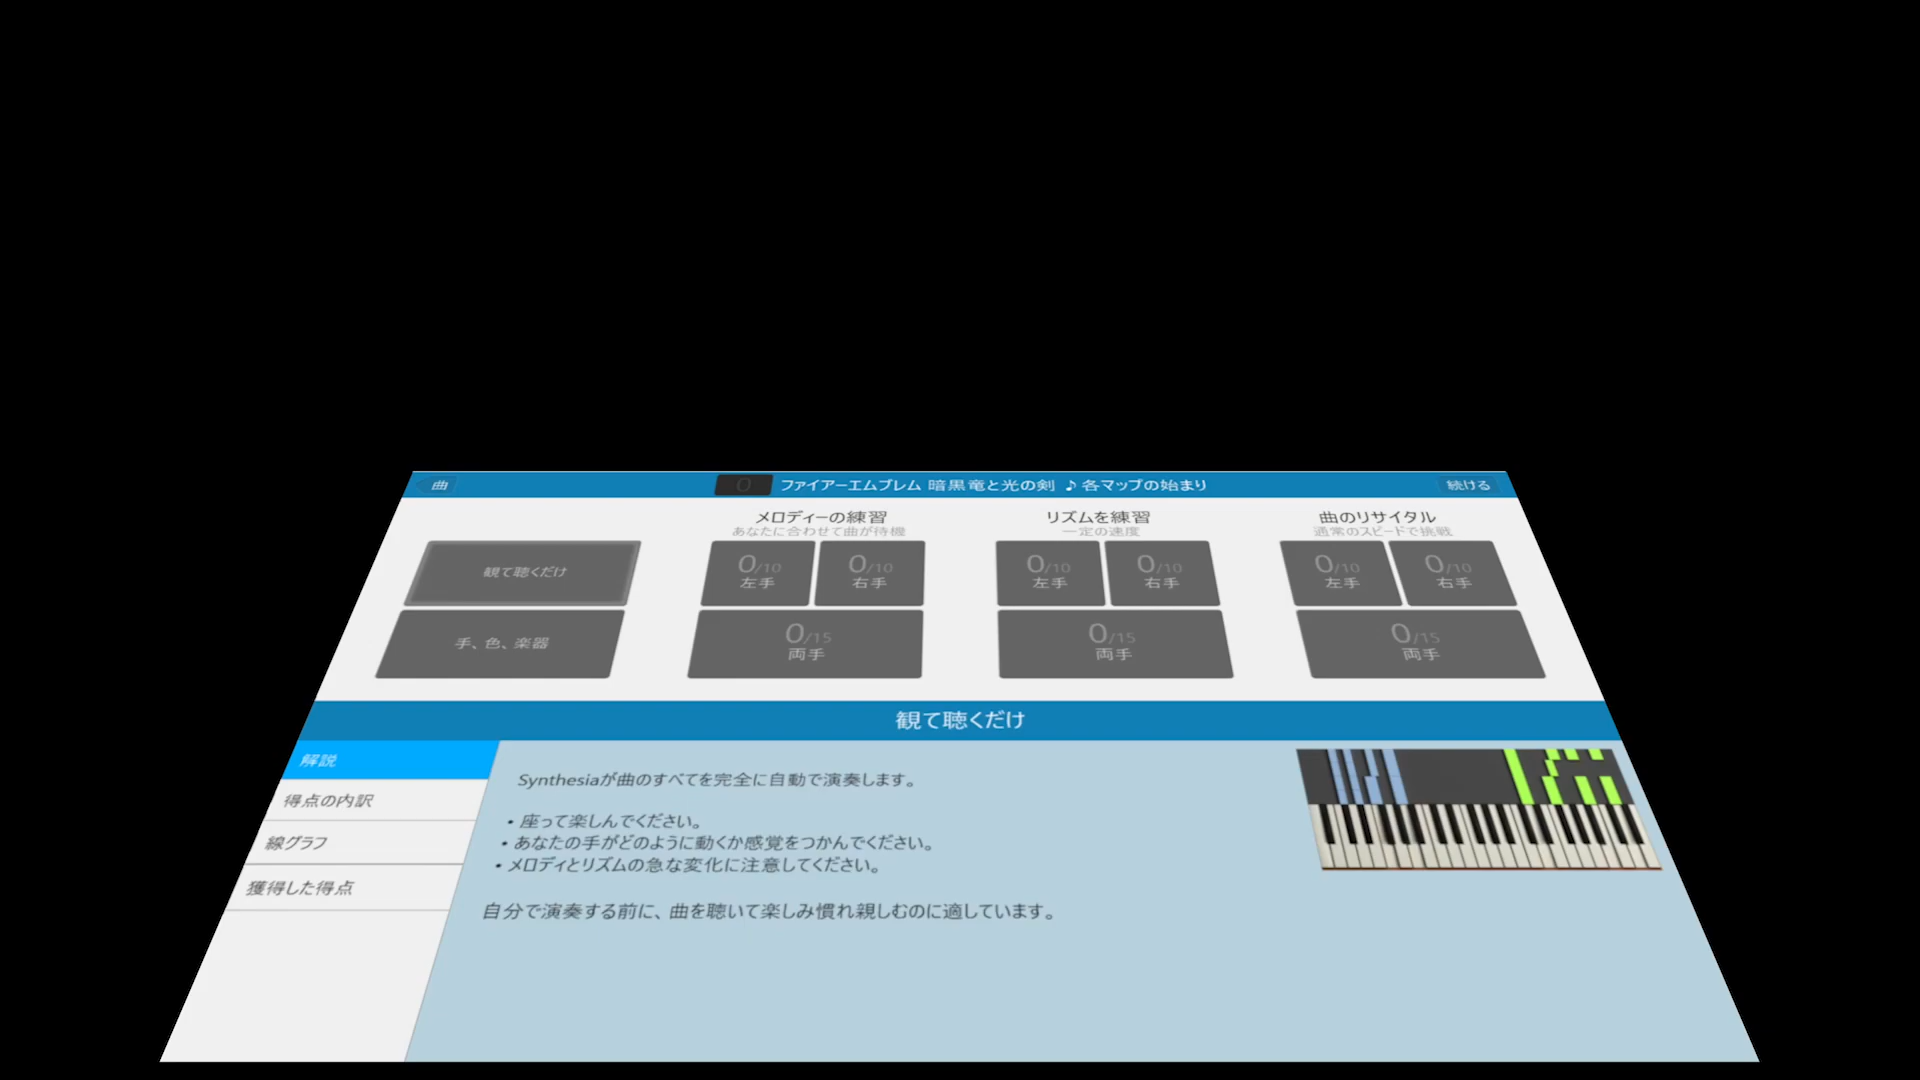 曲
0 ファイアーエムブレム 暗黒竜と光の剣 ♪ 各マップの始まり
続ける
メロディーの練習
あなたに合わせて曲が待機
リズムを練習
一定の速度
曲のリサイタル
通常のスピードで挑戦
観て聴くだけ
手、色、楽器
0/10
左手
0/10
右手
0/15
両手
0/10
左手
0/10
右手
0/15
両手
0/10
左手
0/10
右手
0/15
両手
観て聴くだけ
解説
得点の内訳
線グラフ
獲得した得点
Synthesiaが曲のすべてを完全に自動で演奏します。
• 座って楽しんでください。
• あなたの手がどのように動くか感覚をつかんでください。
• メロディとリズムの急な変化に注意してください。
自分で演奏する前に、曲を聴いて楽しみ慣れ親しむのに適しています。